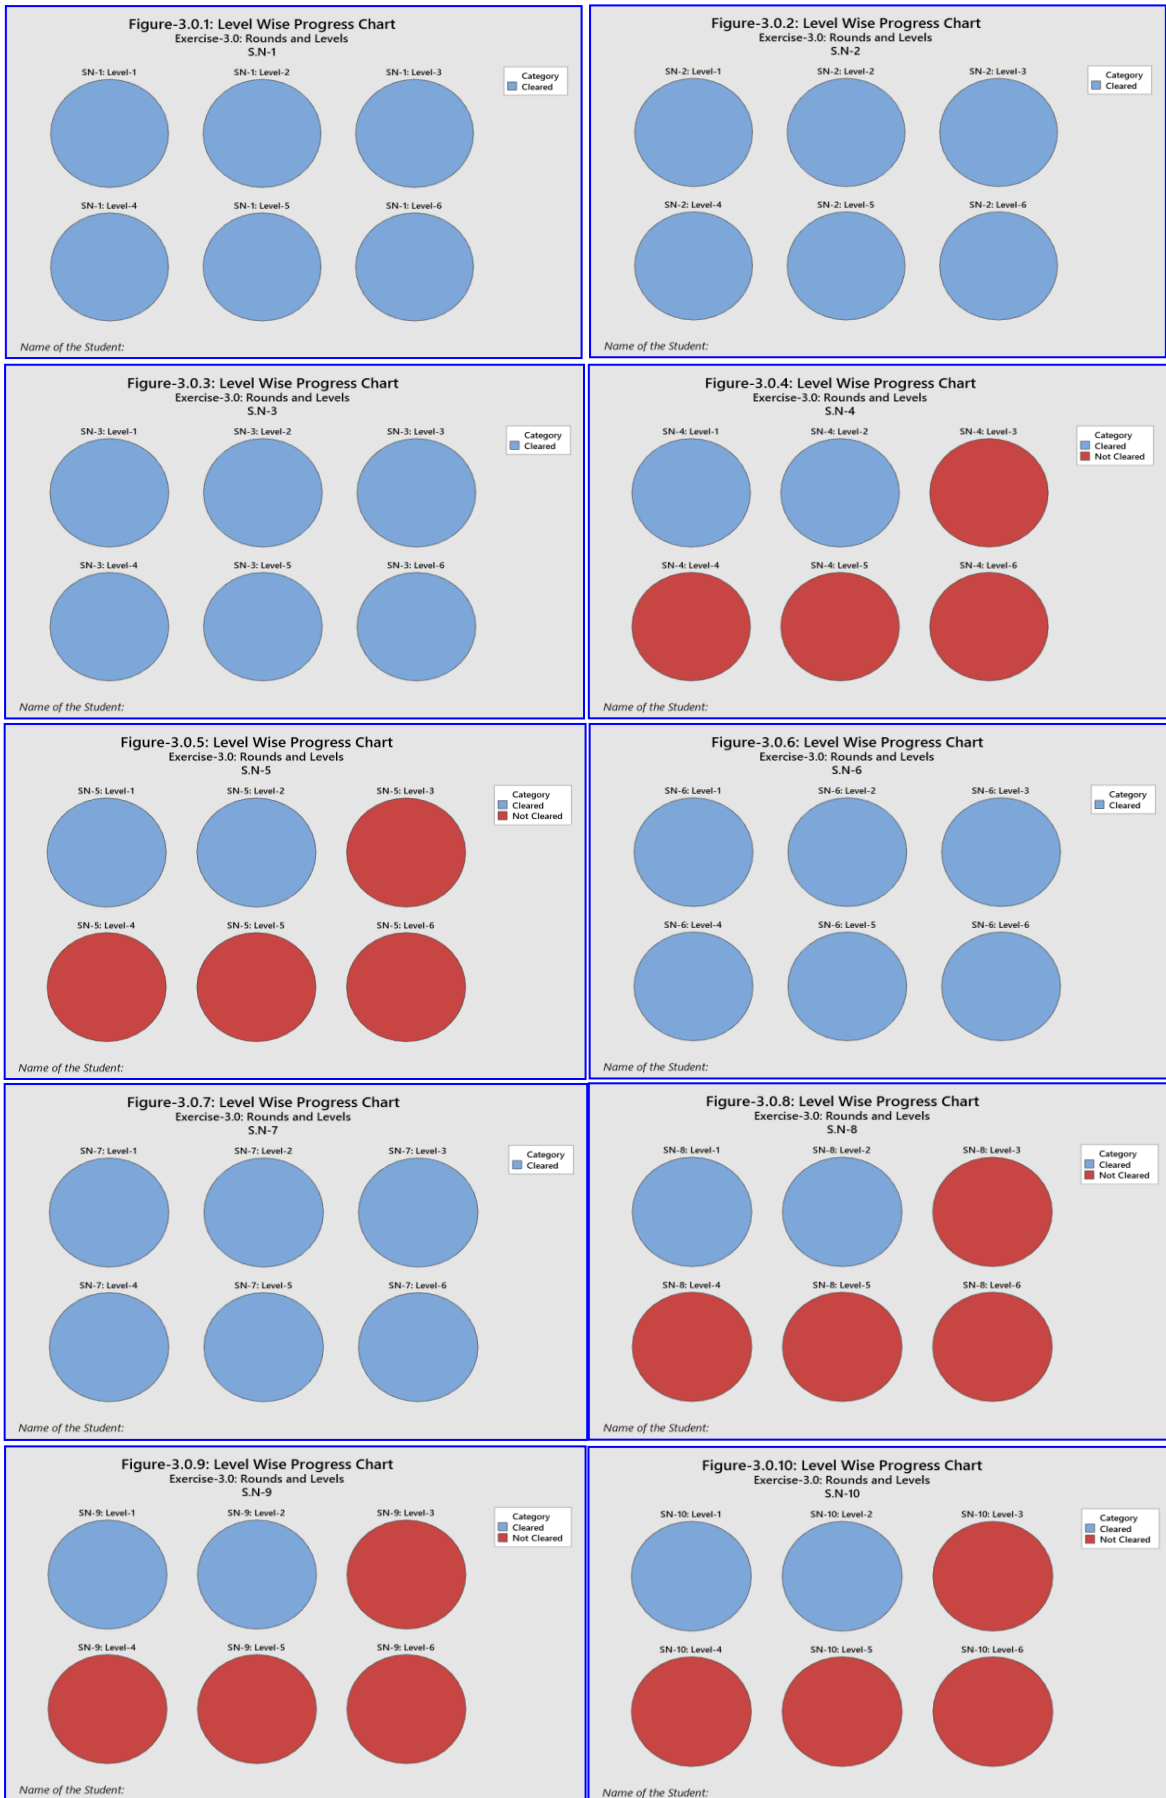 Figure-3.0.1: Level Wise Progress Chart
Exercise-3.0: Rounds and Levels
S.N-1
SN-1: Level-1
SN-1: Level-2
SN-1: Level-3
Category
Cleared
SN-1: Level-4
SN-1: Level-5
SN-1: Level-6
Name of the Student:
Figure-3.0.2: Level Wise Progress Chart
Exercise-3.0: Rounds and Levels
S.N-2
SN-2: Level-1
SN-2: Level-2
SN-2: Level-3
Category
Cleared
SN-2: Level-4
SN-2: Level-5
SN-2: Level-6
Name of the Student:
Figure-3.0.3: Level Wise Progress Chart
Exercise-3.0: Rounds and Levels
S.N-3
SN-3: Level-1
SN-3: Level-2
SN-3: Level-3
Category
Cleared
SN-3: Level-4
SN-3: Level-5
SN-3: Level-6
Name of the Student:
Figure-3.0.4: Level Wise Progress Chart
Exercise-3.0: Rounds and Levels
S.N-4
SN-4: Level-1
SN-4: Level-2
SN-4: Level-3
Category
Cleared
Not Cleared
SN-4: Level-4
SN-4: Level-5
SN-4: Level-6
Name of the Student:
Figure-3.0.5: Level Wise Progress Chart
Exercise-3.0: Rounds and Levels
S.N-5
SN-5: Level-1
SN-5: Level-2
SN-5: Level-3
Category
Cleared
Not Cleared
SN-5: Level-4
SN-5: Level-5
SN-5: Level-6
Name of the Student:
Figure-3.0.6: Level Wise Progress Chart
Exercise-3.0: Rounds and Levels
S.N-6
SN-6: Level-1
SN-6: Level-2
SN-6: Level-3
Category
Cleared
SN-6: Level-4
SN-6: Level-5
SN-6: Level-6
Name of the Student:
Figure-3.0.7: Level Wise Progress Chart
Exercise-3.0: Rounds and Levels
S.N-7
SN-7: Level-1
SN-7: Level-2
SN-7: Level-3
Category
Cleared
SN-7: Level-4
SN-7: Level-5
SN-7: Level-6
Name of the Student:
Figure-3.0.8: Level Wise Progress Chart
Exercise-3.0: Rounds and Levels
S.N-8
SN-8: Level-1
SN-8: Level-2
SN-8: Level-3
Category
Cleared
Not Cleared
SN-8: Level-4
SN-8: Level-5
SN-8: Level-6
Name of the Student:
Figure-3.0.9: Level Wise Progress Chart
Exercise-3.0: Rounds and Levels
S.N-9
SN-9: Level-1
SN-9: Level-2
SN-9: Level-3
Category
Cleared
Not Cleared
SN-9: Level-4
SN-9: Level-5
SN-9: Level-6
Name of the Student:
Figure-3.0.10: Level Wise Progress Chart
Exercise-3.0: Rounds and Levels
S.N-10
SN-10: Level-1
SN-10: Level-2
SN-10: Level-3
Category
Cleared
Not Cleared
SN-10: Level-4
SN-10: Level-5
SN-10: Level-6
Name of the Student: